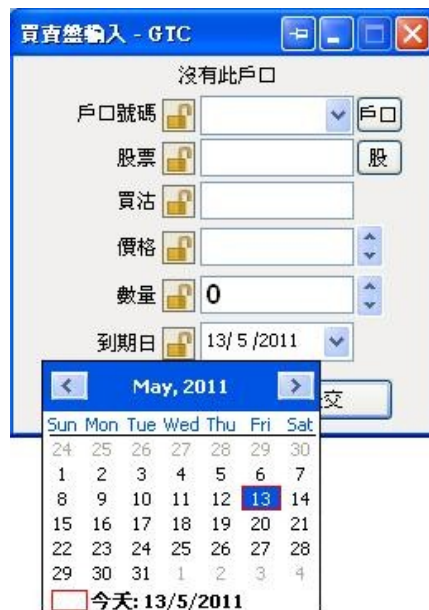 買賣盤輸入 - GTC
沒有此戶口
戶口號碼 戶口
股票 股
買沽
價格
數量 0
到期日 13/ 5 /2011
交
May, 2011
Sun Mon Tue Wed Thu Fri Sat
24 25 26 27 28 29 30
1 2 3 4 5 6 7
8 9 10 11 12 13 14
15 16 17 18 19 20 21
22 23 24 25 26 27 28
29 30 31 1 2 3 4
今天: 13/5/2011